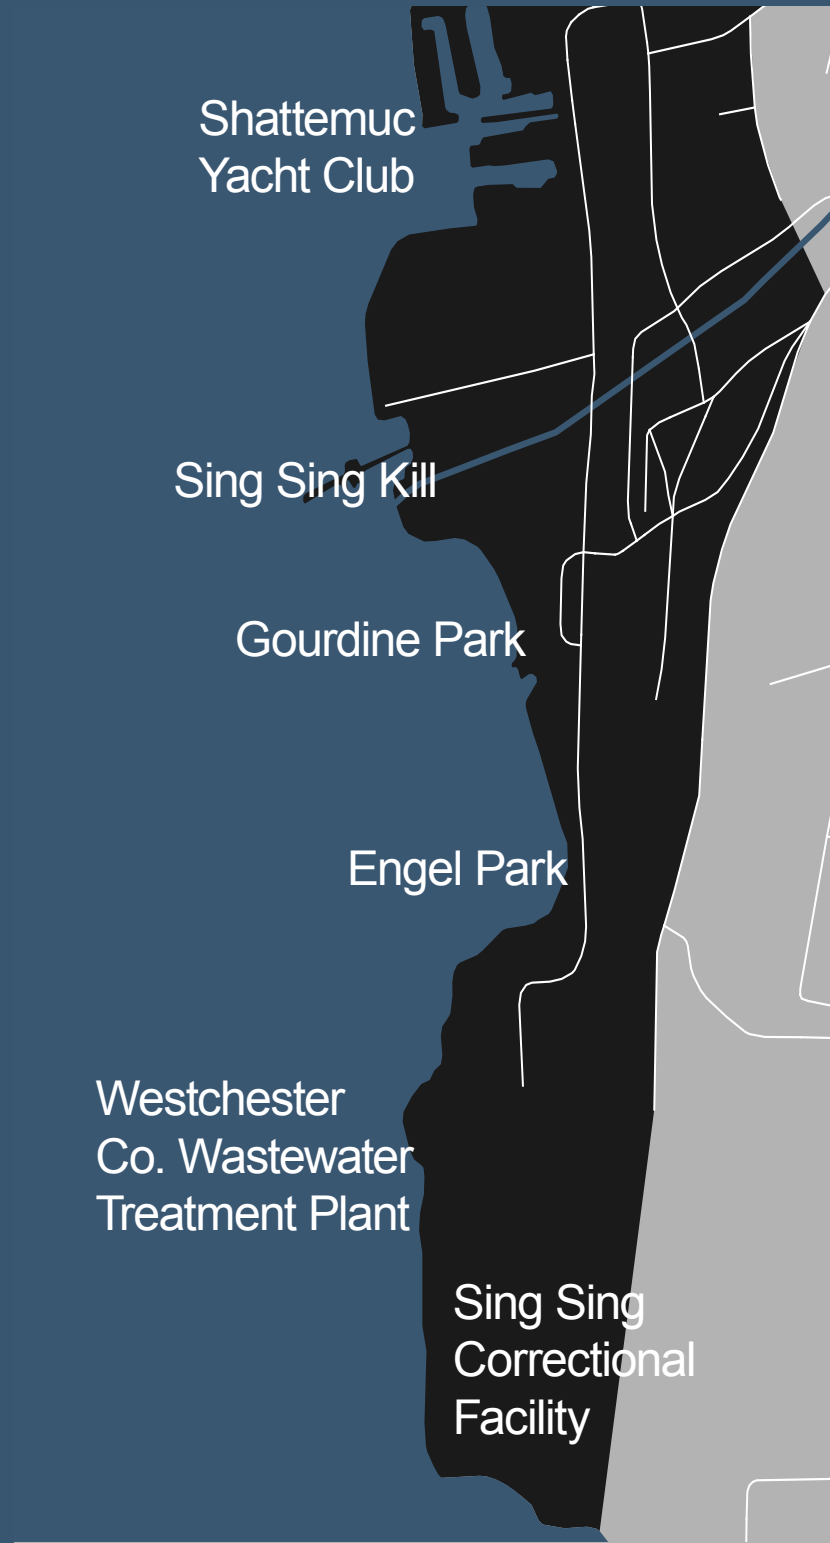 Shattemuc
Yacht Club
Sing Sing Kill
Gourdine Park
Engel Park
Westchester
Co. Wastewater
Treatment Plant
Sing Sing
Correctional
Facility